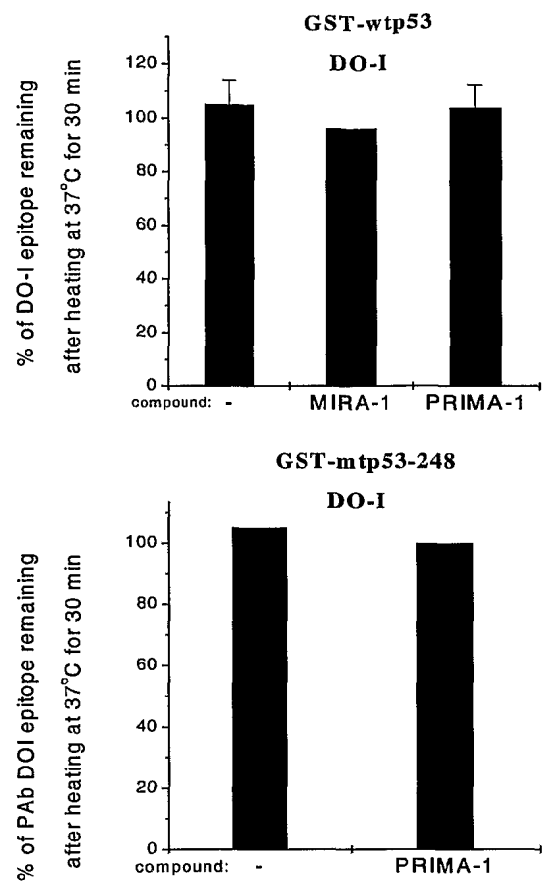 GST-wtp53
DO-I
% of DO-I epitope remaining
after heating at 37°C for 30 min
120
100
80
60
40
20
0
compound: - MIRA-1 PRIMA-1
GST-mtp53-248
DO-I
% of PAb DOI epitope remaining
after heating at 37°C for 30 min
100
80
60
40
20
0
compound: - PRIMA-1